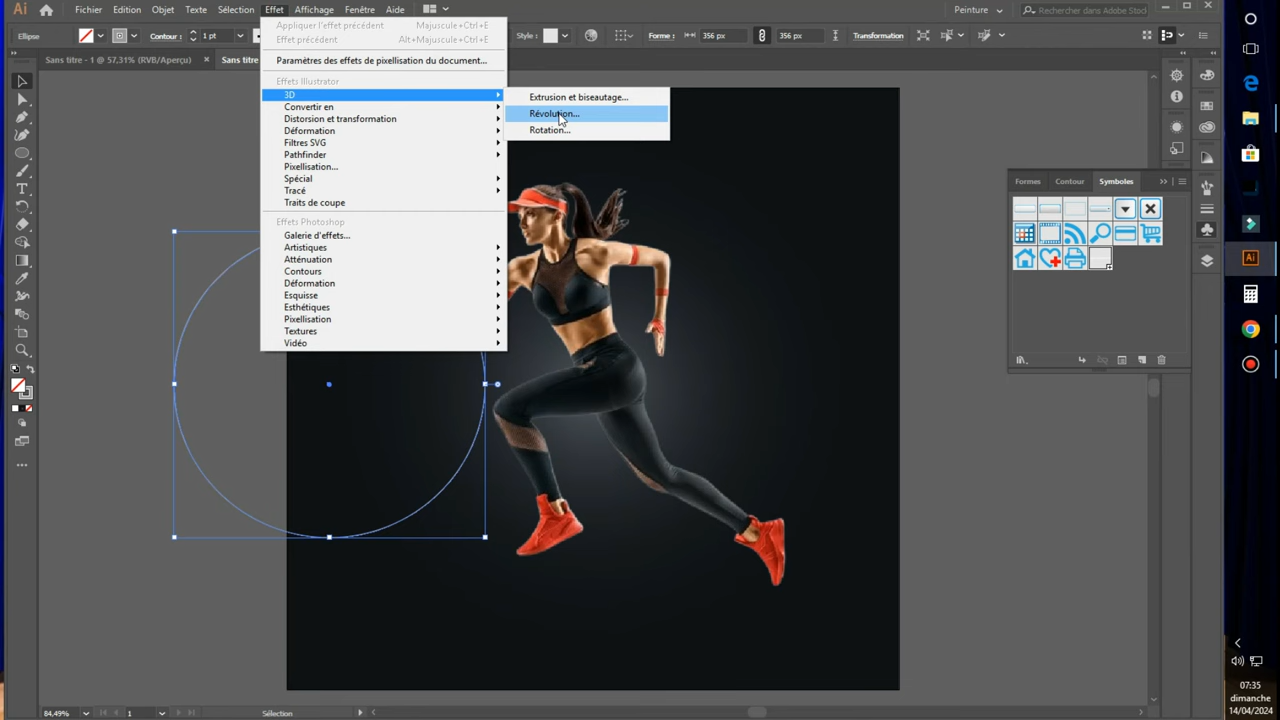 Ai Fichier Edition Objet Texte Sélection Effet Affichage Fenêtre Aide Peinture Rechercher dans Adobe Stock
Ellipse Contour : 1 pt Style : Forme : 356 px 356 px Transformation
Sans titre - 1 @ 57,31% (RVB/Aperçu) × Sans titre
Appliquer l'effet précédent Majuscule+Ctrl+E
Effet précédent Alt+Majuscule+Ctrl+E
Paramètres des effets de pixellisation du document...
Effets Illustrator
3D
Convertir en
Distorsion et transformation
Déformation
Filtres SVG
Pathfinder
Pixellisation...
Spécial
Tracé
Traits de coupe
Effets Photoshop
Galerie d'effets...
Artistiques
Atténuation
Contours
Déformation
Esquisse
Esthétiques
Pixellisation
Textures
Vidéo
Extrusion et biseautage...
Révolution...
Rotation...
Formes Contour Symboles
Ai
84,49% 1 Sélection
07:35
dimanche
14/04/2024